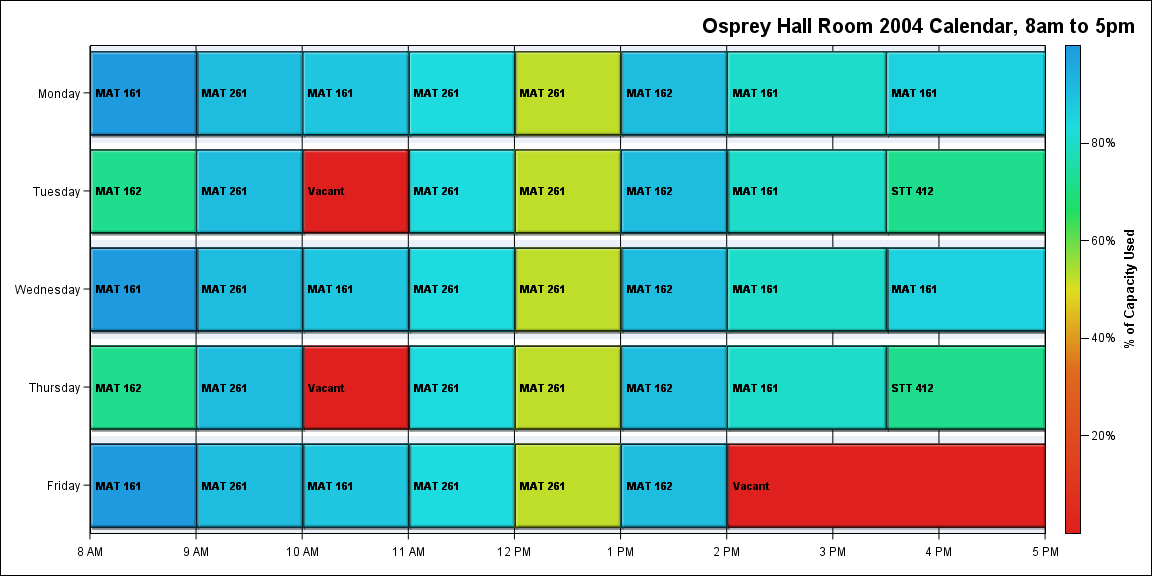 Osprey Hall Room 2004 Calendar, 8am to 5pm
Monday MAT 161 MAT 261 MAT 161 MAT 261 MAT 261 MAT 162 MAT 161 MAT 161
80%
Tuesday MAT 162 MAT 261 Vacant MAT 261 MAT 261 MAT 162 MAT 161 STT 412
60%
Wednesday MAT 161 MAT 261 MAT 161 MAT 261 MAT 261 MAT 162 MAT 161 MAT 161
% of Capacity Used
40%
Thursday MAT 162 MAT 261 Vacant MAT 261 MAT 261 MAT 162 MAT 161 STT 412
20%
Friday MAT 161 MAT 261 MAT 161 MAT 261 MAT 261 MAT 162 Vacant
8 AM 9 AM 10 AM 11 AM 12 PM 1 PM 2 PM 3 PM 4 PM 5 PM